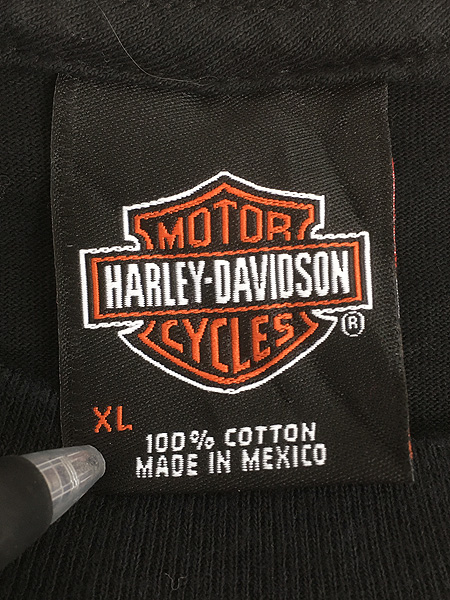 MOTOR
HARLEY-DAVIDSON
CYCLES
®
XL
100% COTTON
MADE IN MEXICO